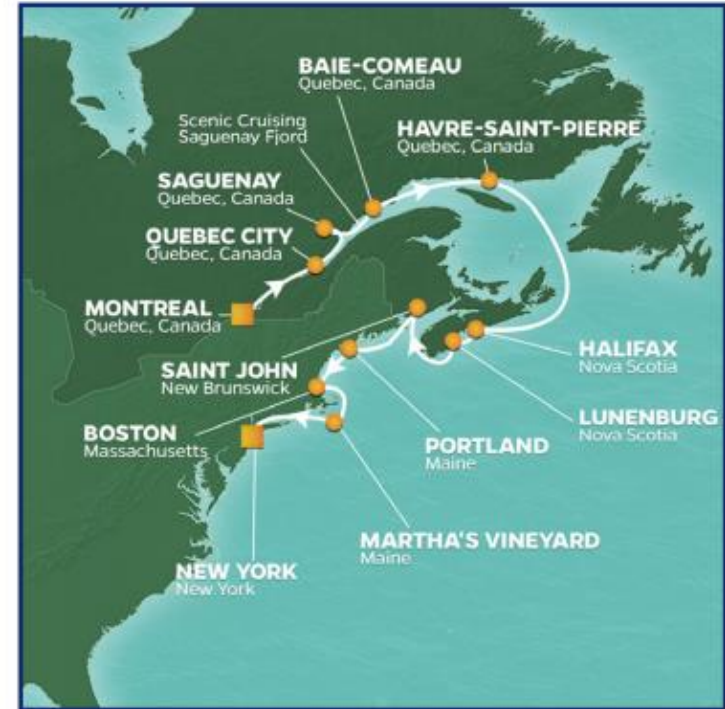 BAIE-COMEAU
Quebec, Canada
Scenic Cruising
Saguenay Fjord
HAVRE-SAINT-PIERRE
Quebec, Canada
SAGUENAY
Quebec, Canada
QUEBEC CITY
Quebec, Canada
MONTREAL
Quebec, Canada
HALIFAX
Nova Scotia
SAINT JOHN
New Brunswick
LUNENBURG
Nova Scotia
BOSTON
Massachusetts
PORTLAND
Maine
MARTHA'S VINEYARD
Maine
NEW YORK
New York